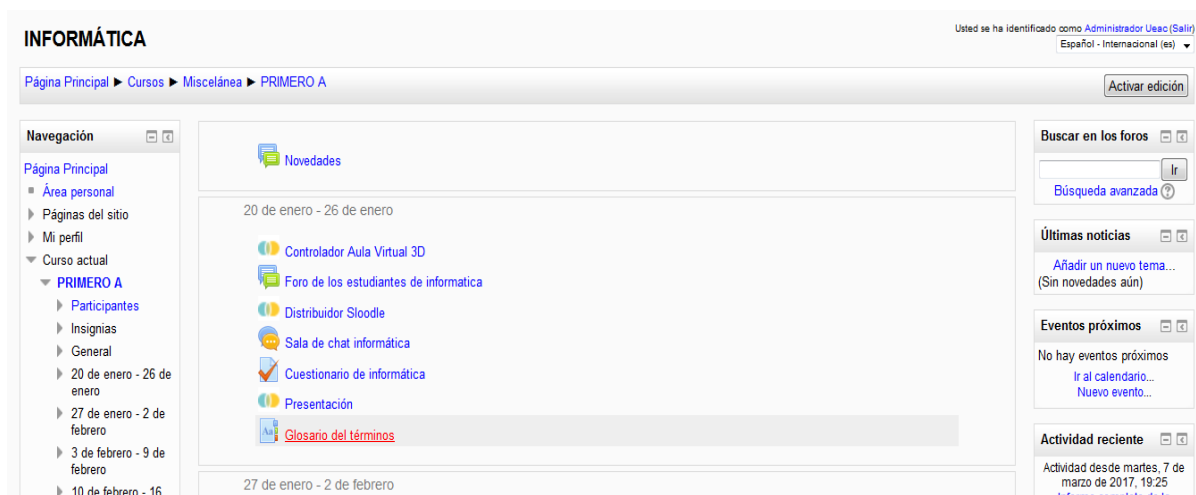 INFORMÁTICA
Usted se ha identificado como Administrador Ueac (Salir)
Español - Internacional (es)
Página Principal ► Cursos ► Miscelánea ► PRIMERO A
Activar edición
Navegación
Página Principal
Área personal
Páginas del sitio
Mi perfil
Curso actual
PRIMERO A
Participantes
Insignias
General
20 de enero - 26 de
enero
27 de enero - 2 de
febrero
3 de febrero - 9 de
febrero
10 de febrero - 16
Novedades
20 de enero - 26 de enero
Controlador Aula Virtual 3D
Foro de los estudiantes de informatica
Distribuidor Sloodle
Sala de chat informática
Cuestionario de informática
Presentación
Glosario del términos
27 de enero - 2 de febrero
Buscar en los foros
Ir
Búsqueda avanzada
Últimas noticias
Añadir un nuevo tema...
(Sin novedades aún)
Eventos próximos
No hay eventos próximos
Ir al calendario...
Nuevo evento...
Actividad reciente
Actividad desde martes, 7 de
marzo de 2017, 19:25